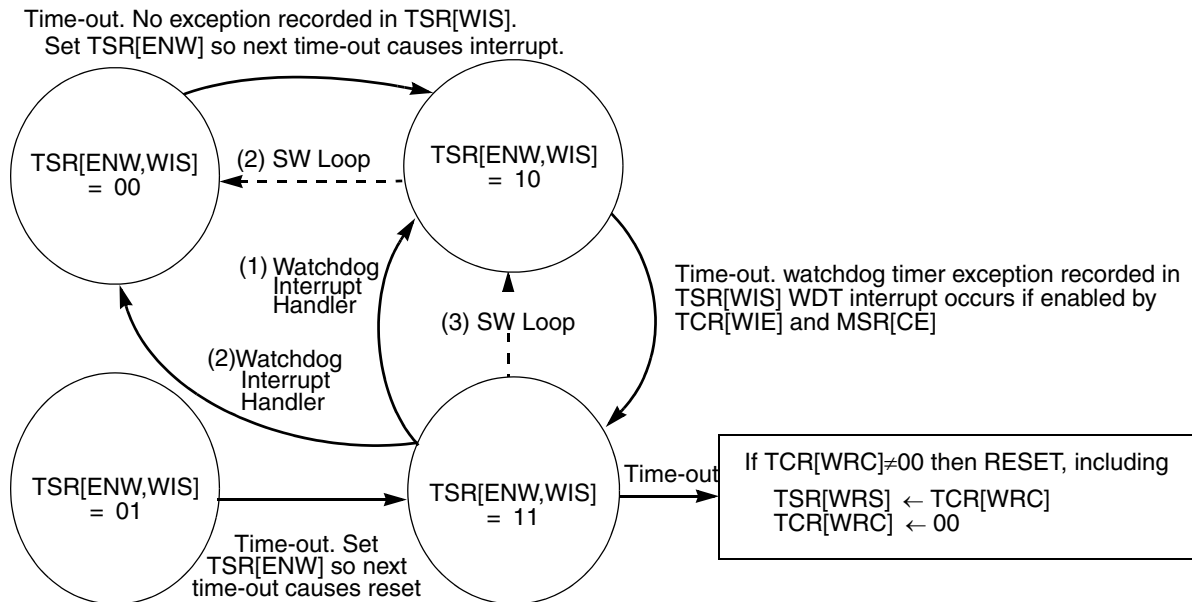 Time-out. No exception recorded in TSR[WIS].
Set TSR[ENW] so next time-out causes interrupt.
TSR[ENW,WIS]
= 00
(2) SW Loop
TSR[ENW,WIS]
= 10
(1) Watchdog
Interrupt
Handler
(3) SW Loop
Time-out. watchdog timer exception recorded in
TSR[WIS] WDT interrupt occurs if enabled by
TCR[WIE] and MSR[CE]
(2)Watchdog
Interrupt
Handler
TSR[ENW,WIS]
= 01
Time-out. Set
TSR[ENW] so next
time-out causes reset
TSR[ENW,WIS]
= 11
Time-out
If TCR[WRC]≠00 then RESET, including
TSR[WRS] ← TCR[WRC]
TCR[WRC] ← 00